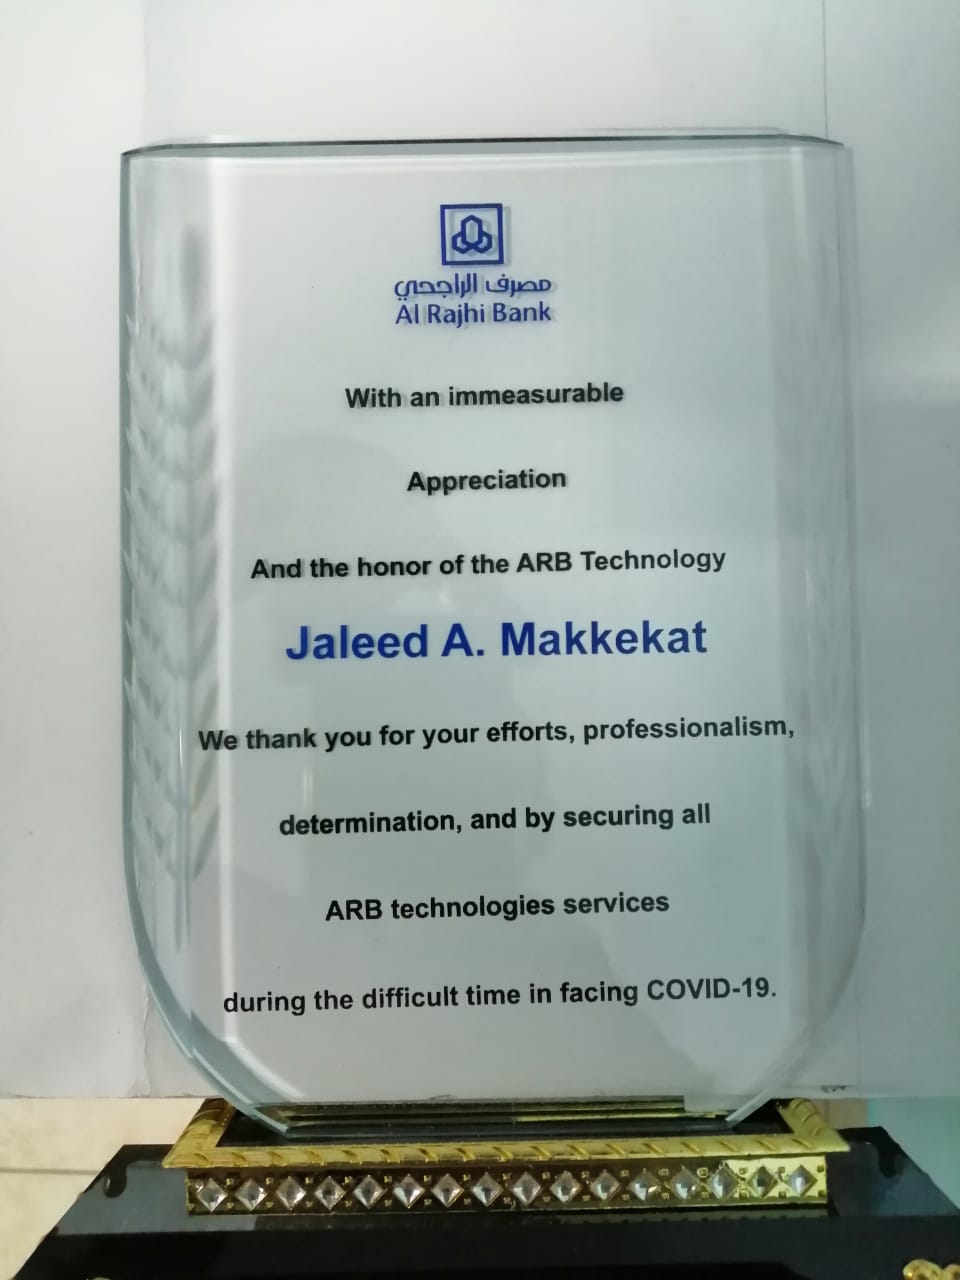 مصرف الراجحي
Al Rajhi Bank
With an immeasurable
Appreciation
And the honor of the ARB Technology
Jaleed A. Makkekat
We thank you for your efforts, professionalism,
determination, and by securing all
ARB technologies services
during the difficult time in facing COVID-19.